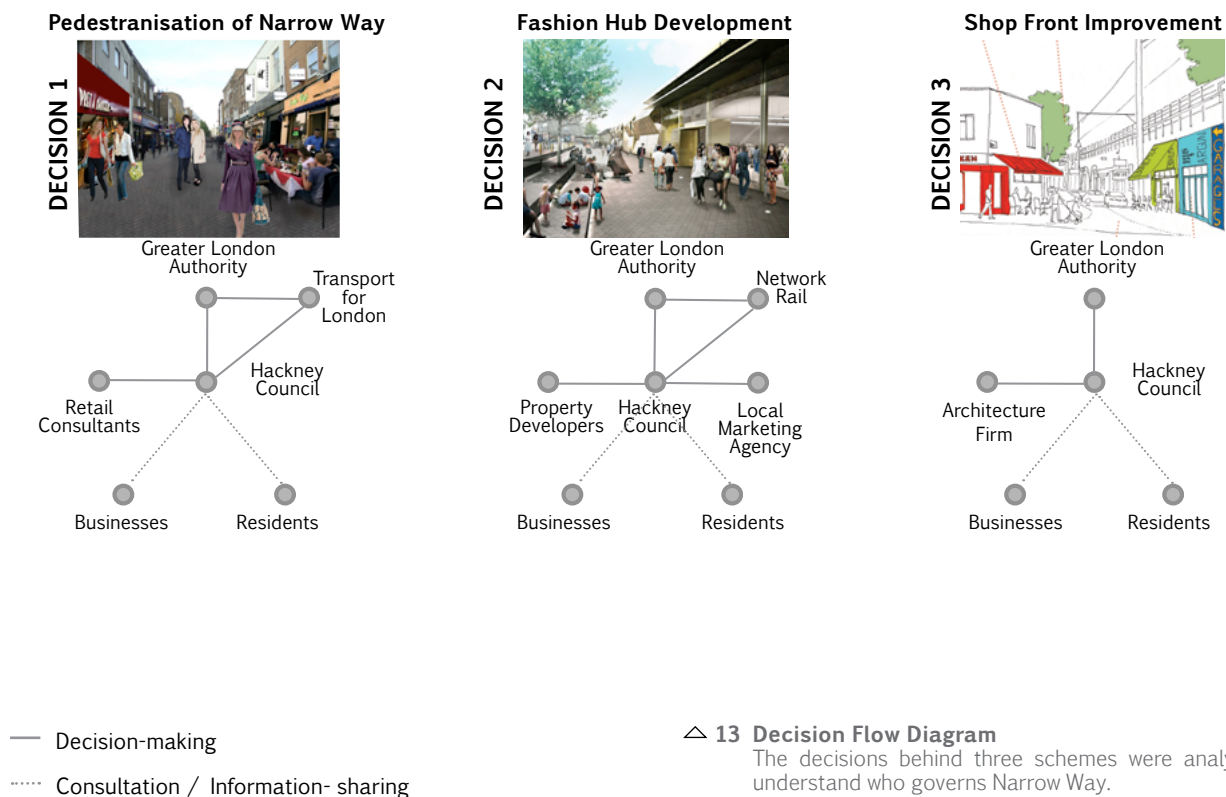 Pedestranisation of Narrow Way
DECISION 1
Greater London
Authority
Transport
for
London
Hackney
Council
Retail
Consultants
Businesses
Residents
Fashion Hub Development
DECISION 2
Greater London
Authority
Network
Rail
Property
Developers
Hackney
Council
Local
Marketing
Agency
Businesses
Residents
Shop Front Improvement
DECISION 3
GARAGES
Greater London
Authority
Hackney
Council
Architecture
Firm
Businesses
Residents
Decision-making
Consultation / Information- sharing
13 Decision Flow Diagram
The decisions behind three schemes were analy
understand who governs Narrow Way.